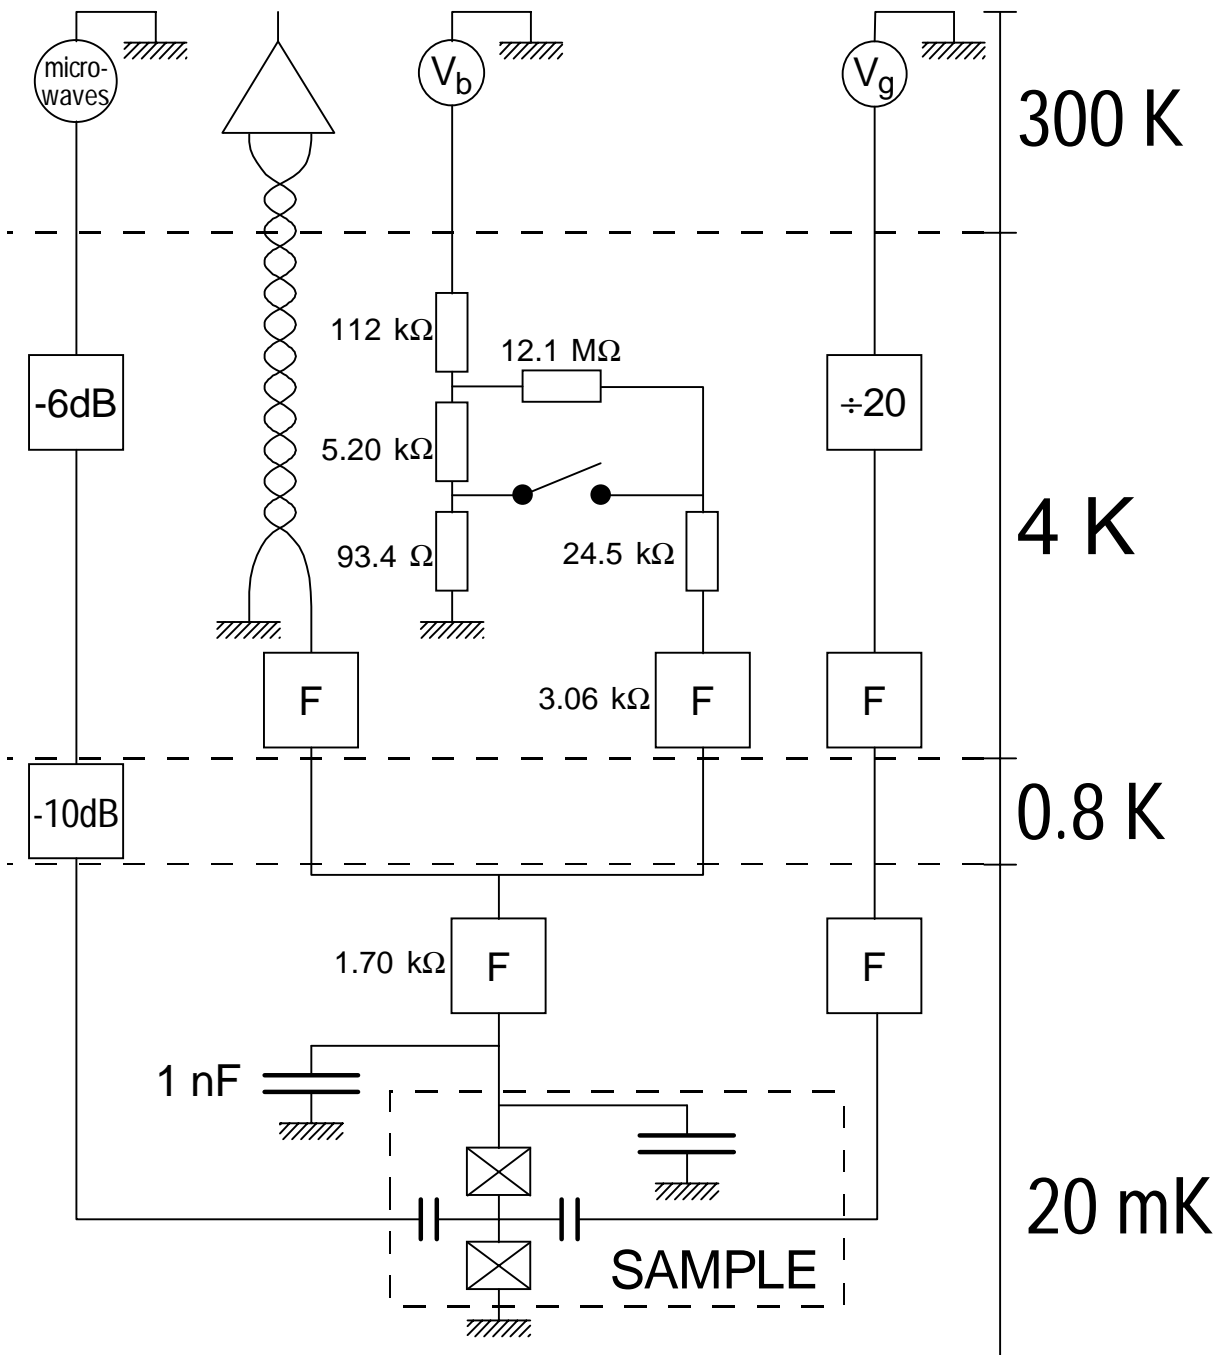 micro-
waves
V_b
V_g
300 K
112 kΩ
12.1 MΩ
-6dB
÷20
5.20 kΩ
93.4 Ω
24.5 kΩ
4 K
F
3.06 kΩ
F
F
-10dB
0.8 K
1.70 kΩ
F
F
1 nF
20 mK
SAMPLE